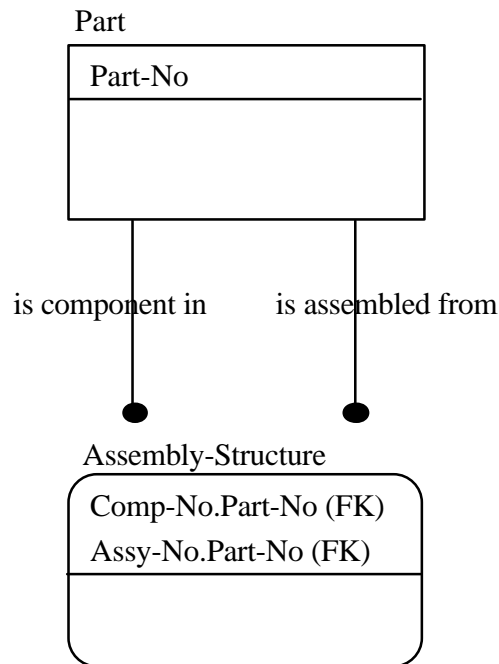 Part
Part-No
is component in
is assembled from
Assembly-Structure
Comp-No.Part-No (FK)
Assy-No.Part-No (FK)